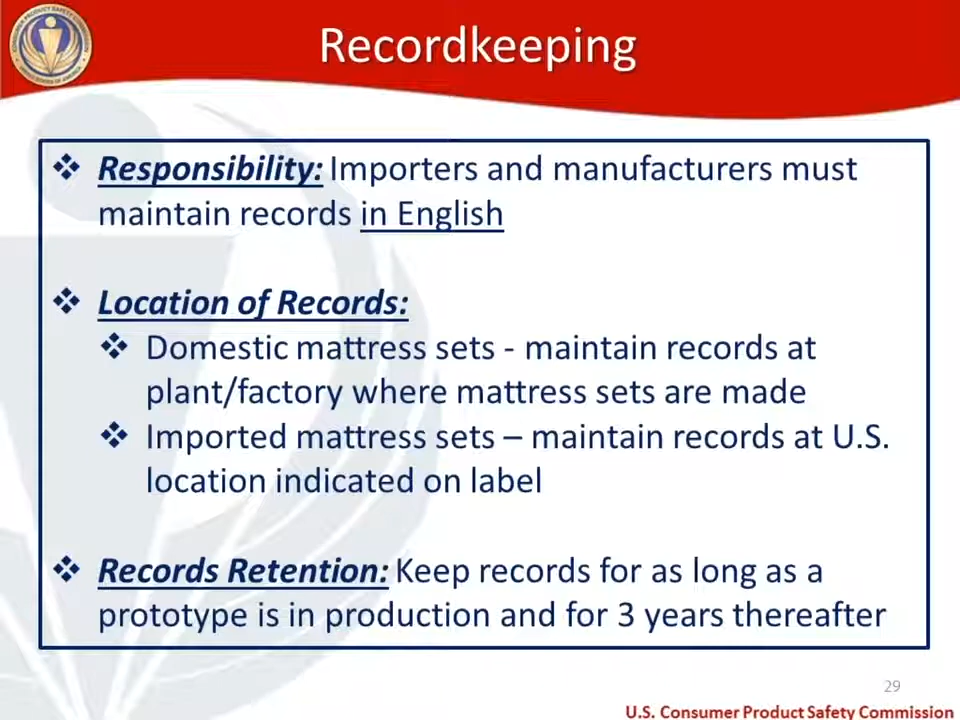 Recordkeeping
❖ Responsibility: Importers and manufacturers must
maintain records in English
❖ Location of Records:
❖ Domestic mattress sets - maintain records at
plant/factory where mattress sets are made
❖ Imported mattress sets – maintain records at U.S.
location indicated on label
❖ Records Retention: Keep records for as long as a
prototype is in production and for 3 years thereafter
29
U.S. Consumer Product Safety Commission